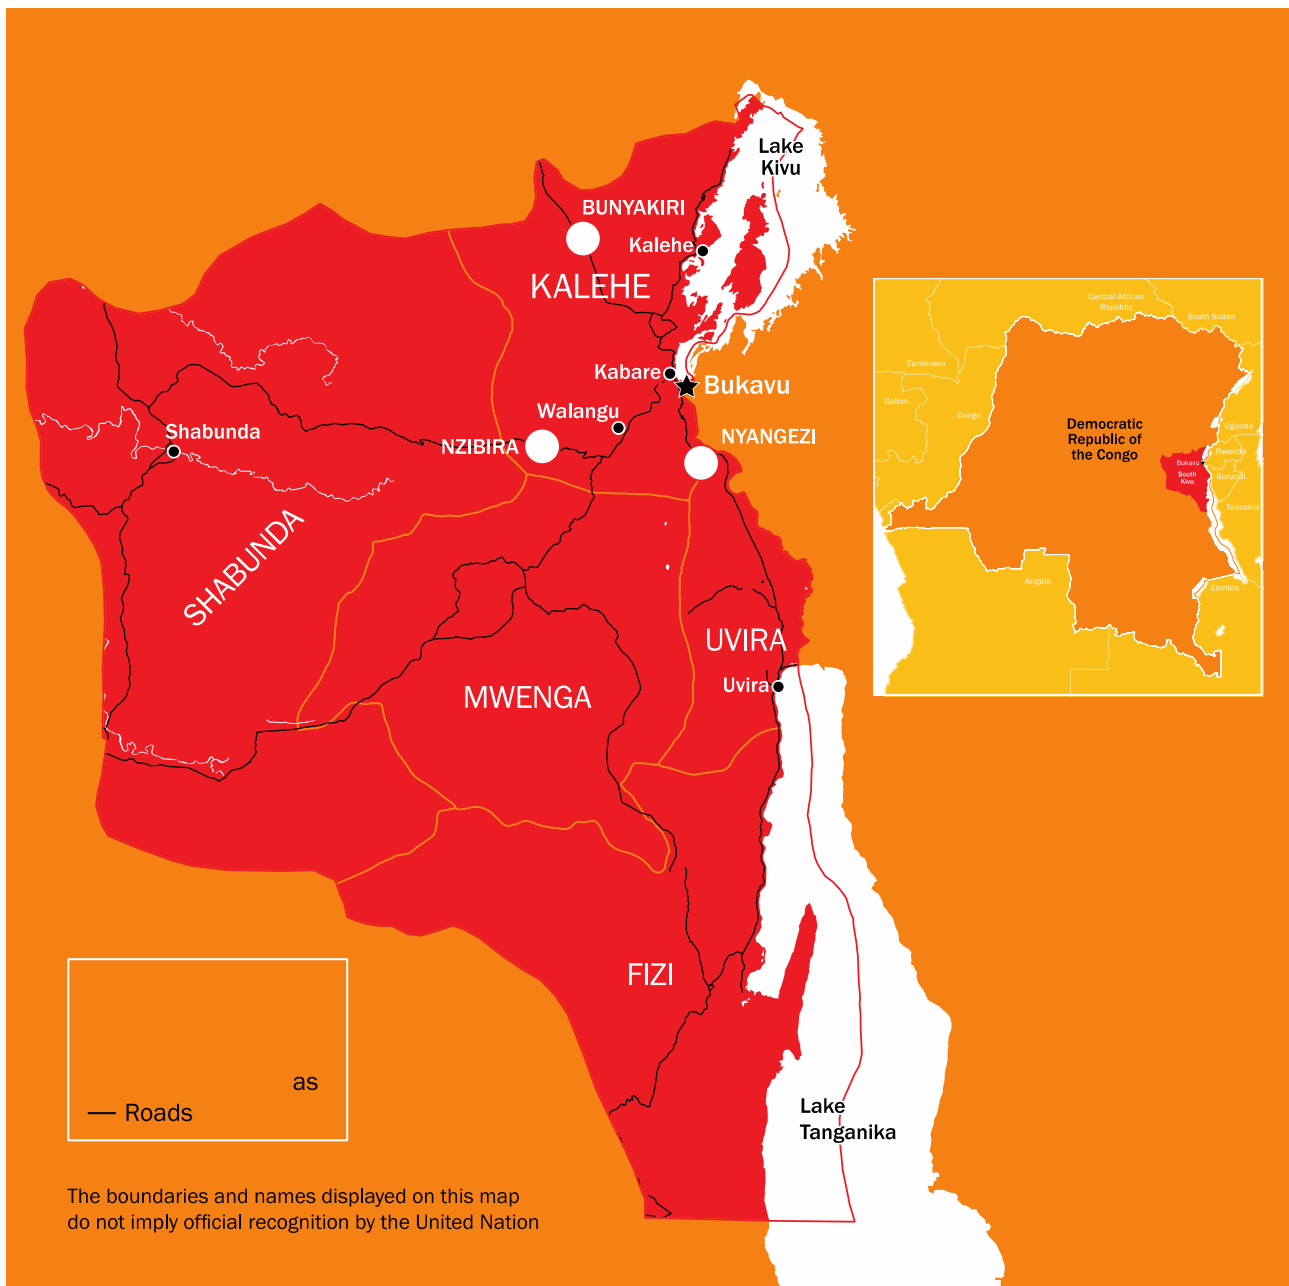 Lake
Kivu
BUNYAKIRI
Kalehe
KALEHE
Kabare
Bukavu
Walangu
NZIBIRA
NYANGEZI
Shabunda
SHABUNDA
UVIRA
Uvira
MWENGA
FIZI
Lake
Tanganika
Central African
Republic
South Sudan
Cameroon
Gabon
Congo
Democratic
Republic of
the Congo
Uganda
Rwanda
Bukavu
South
Kivu
Burundi
Tanzania
Angola
Zambia
as
Roads
The boundaries and names displayed on this map
do not imply official recognition by the United Nation